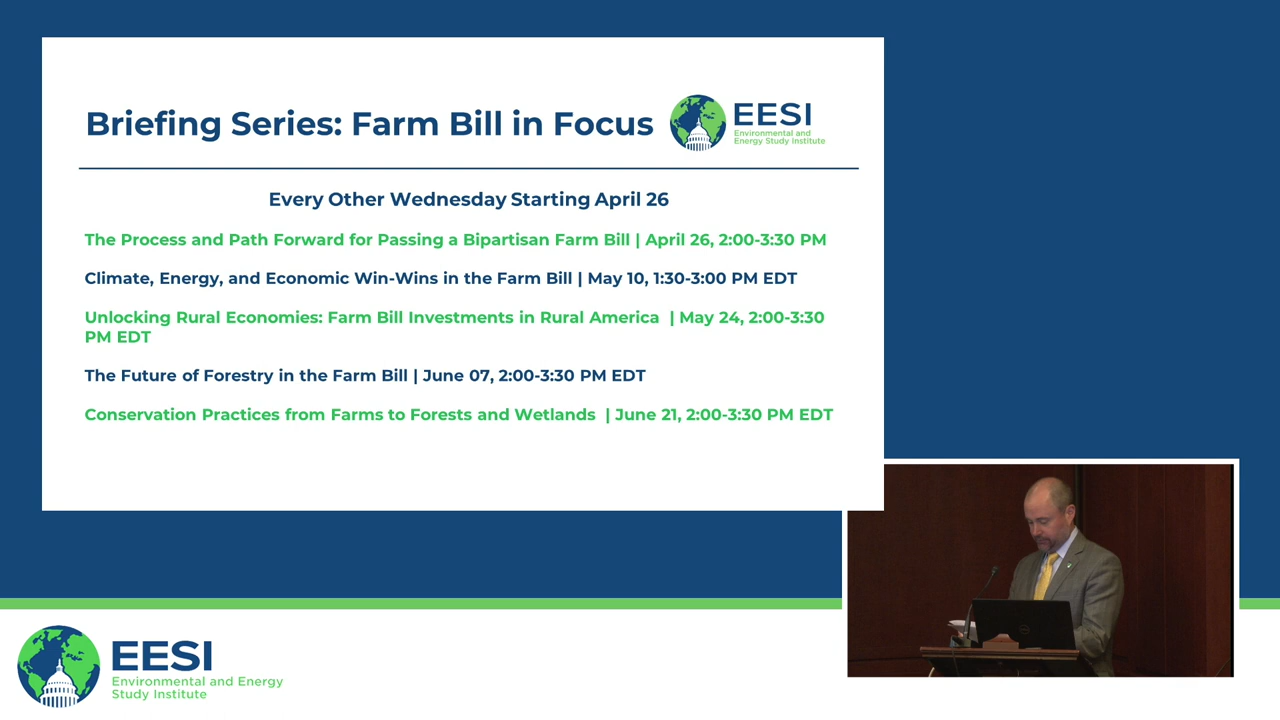 Briefing Series: Farm Bill in Focus
EESI
Environmental and
Energy Study Institute
Every Other Wednesday Starting April 26
The Process and Path Forward for Passing a Bipartisan Farm Bill | April 26, 2:00-3:30 PM
Climate, Energy, and Economic Win-Wins in the Farm Bill | May 10, 1:30-3:00 PM EDT
Unlocking Rural Economies: Farm Bill Investments in Rural America | May 24, 2:00-3:30
PM EDT
The Future of Forestry in the Farm Bill | June 07, 2:00-3:30 PM EDT
Conservation Practices from Farms to Forests and Wetlands | June 21, 2:00-3:30 PM EDT
EESI
Environmental and Energy
Study Institute